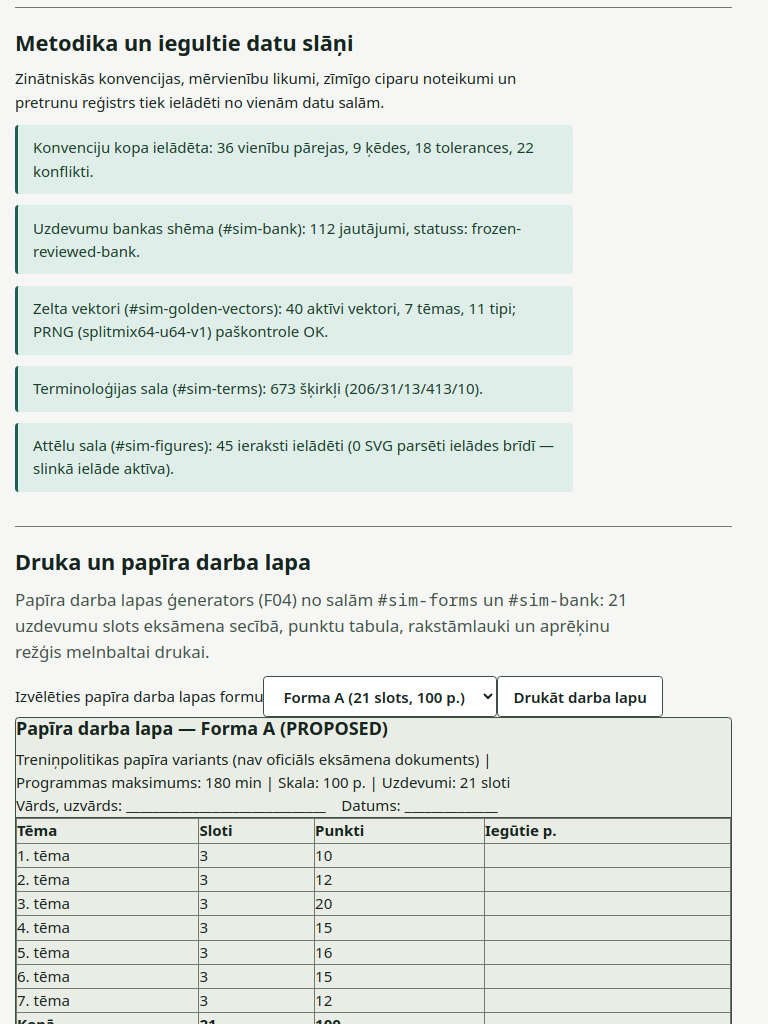 Metodika un iegultie datu slāņi
Zinātniskās konvencijas, mērvienību likumi, zīmīgo ciparu noteikumi un
pretrunu reģistrs tiek ielādēti no vienām datu salām.
Konvenciju kopa ielādēta: 36 vienību pārejas, 9 ķēdes, 18 tolerances, 22
konflikti.
Uzdevumu bankas shēma (#sim-bank): 112 jautājumi, statuss: frozen-
reviewed-bank.
Zelta vektori (#sim-golden-vectors): 40 aktīvi vektori, 7 tēmas, 11 tipi;
PRNG (splitmix64-u64-v1) paškontrole OK.
Terminoloģijas sala (#sim-terms): 673 šķirkļi (206/31/13/413/10).
Attēlu sala (#sim-figures): 45 ieraksti ielādēti (0 SVG parsēti ielādes brīdī —
slinkā ielāde aktīva).
Druka un papīra darba lapa
Papīra darba lapas ģenerators (F04) no salām #sim-forms un #sim-bank: 21
uzdevumu slots eksāmena secībā, punktu tabula, rakstāmlauki un aprēķinu
režģis melnbaltai drukai.
Izvēlēties papīra darba lapas formu Forma A (21 slots, 100 p.) Drukāt darba lapu
Papīra darba lapa — Forma A (PROPOSED)
Treniņpolitikas papīra variants (nav oficiāls eksāmena dokuments) |
Programmas maksimums: 180 min | Skala: 100 p. | Uzdevumi: 21 sloti
Vārds, uzvārds: ______________________________ Datums: ______________
Tēma Sloti Punkti Iegūtie p.
1. tēma 3 10
2. tēma 3 12
3. tēma 3 20
4. tēma 3 15
5. tēma 3 16
6. tēma 3 15
7. tēma 3 12
Kopā 21 100